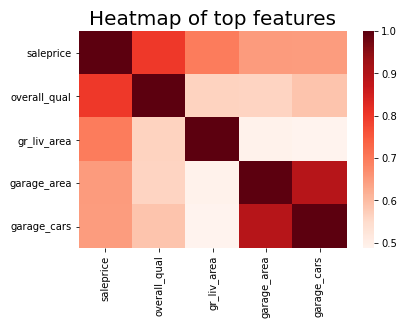 Heatmap of top features
saleprice
overall_qual
gr_liv_area
garage_area
garage_cars
saleprice
overall_qual
gr_liv_area
garage_area
garage_cars
1.0
0.9
0.8
0.7
0.6
0.5